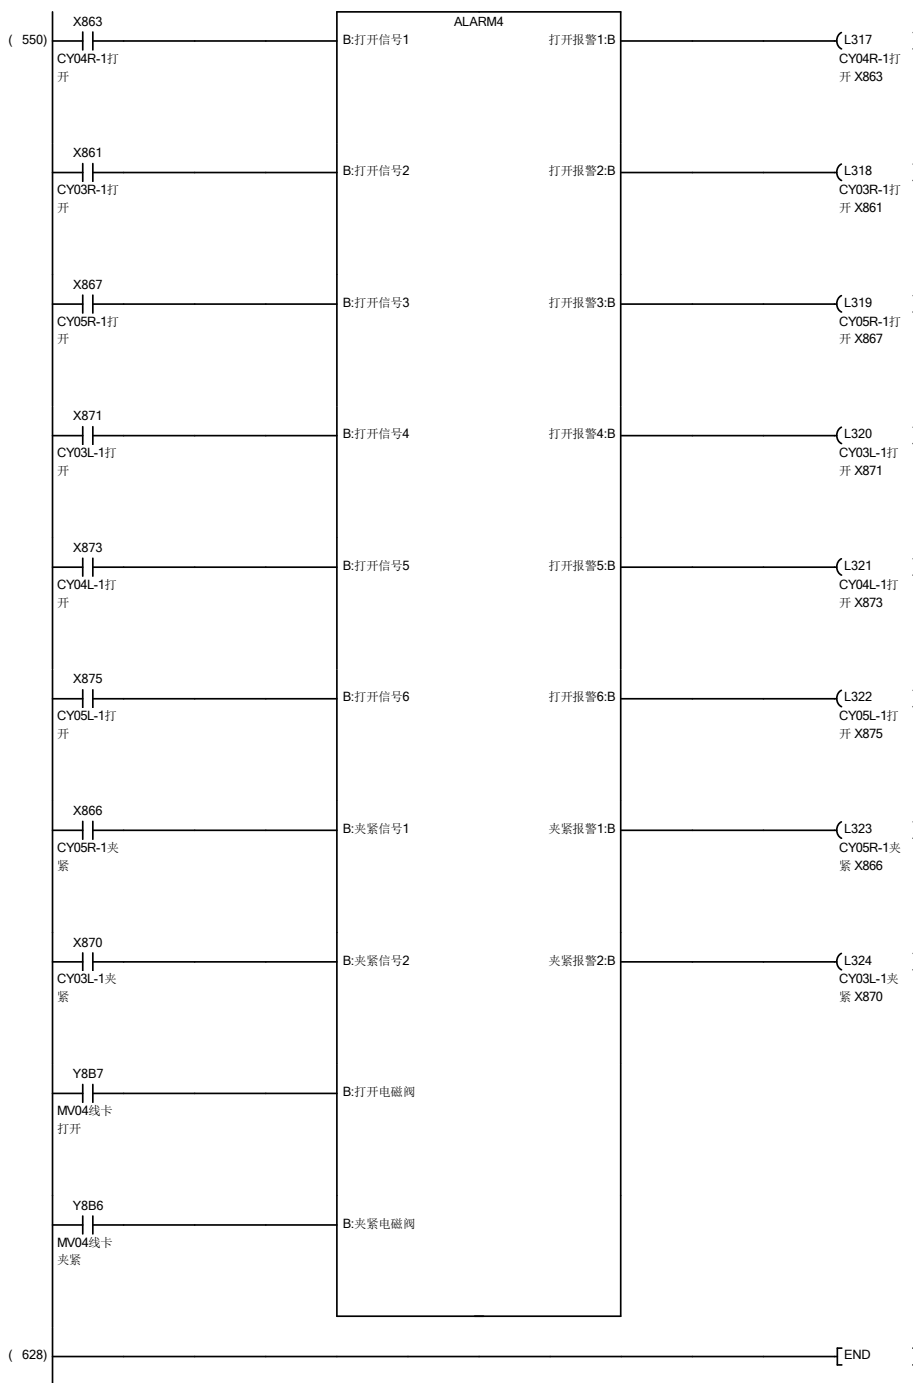 X863
ALARM4
( 550)
B:打开信号1
打开报警1:B
L317
CY04R-1打
开
CY04R-1打
开 X863
X861
B:打开信号2
打开报警2:B
L318
CY03R-1打
开
CY03R-1打
开 X861
X867
B:打开信号3
打开报警3:B
L319
CY05R-1打
开
CY05R-1打
开 X867
X871
B:打开信号4
打开报警4:B
L320
CY03L-1打
开
CY03L-1打
开 X871
X873
B:打开信号5
打开报警5:B
L321
CY04L-1打
开
CY04L-1打
开 X873
X875
B:打开信号6
打开报警6:B
L322
CY05L-1打
开
CY05L-1打
开 X875
X866
B:夹紧信号1
夹紧报警1:B
L323
CY05R-1夹
紧
CY05R-1夹
紧 X866
X870
B:夹紧信号2
夹紧报警2:B
L324
CY03L-1夹
紧
CY03L-1夹
紧 X870
Y8B7
B:打开电磁阀
MV04线卡
打开
Y8B6
B:夹紧电磁阀
MV04线卡
夹紧
( 628)
END